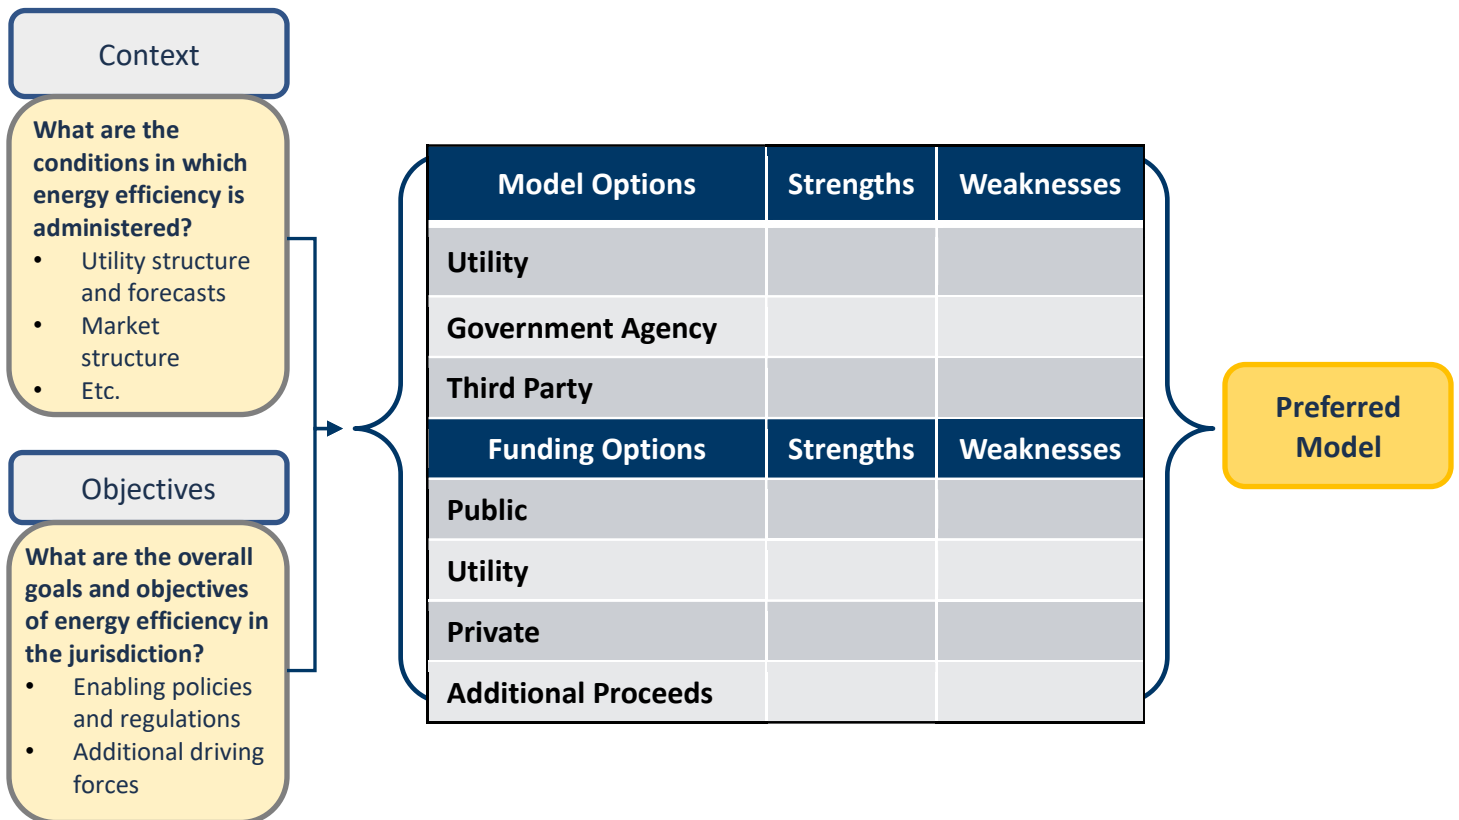 Context
What are the
conditions in which
energy efficiency is
administered?
• Utility structure
and forecasts
• Market
structure
• Etc.
Objectives
What are the overall
goals and objectives
of energy efficiency in
the jurisdiction?
• Enabling policies
and regulations
• Additional driving
forces
Model Options Strengths Weaknesses
Utility
Government Agency
Third Party
Funding Options Strengths Weaknesses
Public
Utility
Private
Additional Proceeds
Preferred
Model